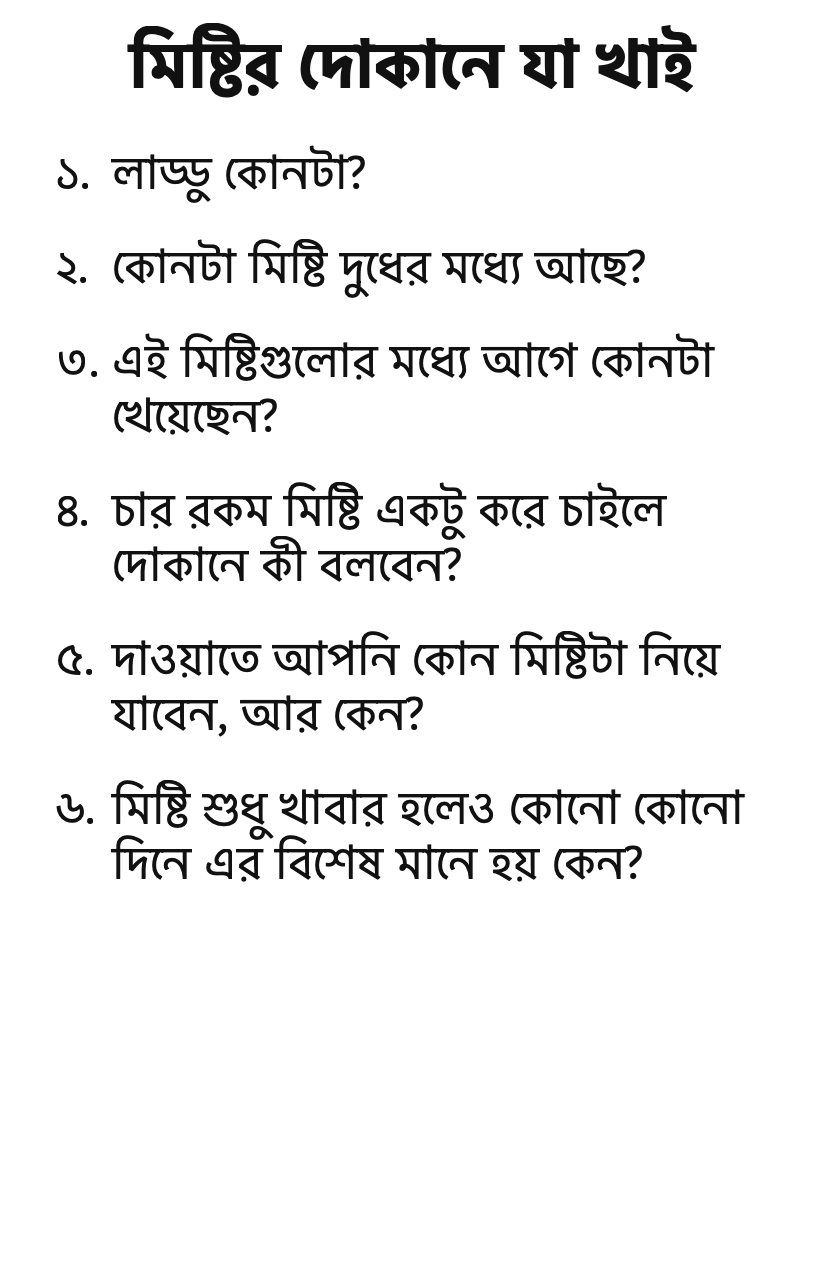 মিষ্টির দোকানে যা খাই
১. লাড্ডু কোনটা?
২. কোনটা মিষ্টি দুধের মধ্যে আছে?
৩. এই মিষ্টিগুলোর মধ্যে আগে কোনটা
খেয়েছেন?
৪. চার রকম মিষ্টি একটু করে চাইলে
দোকানে কী বলবেন?
৫. দাওয়াতে আপনি কোন মিষ্টিটা নিয়ে
যাবেন, আর কেন?
৬. মিষ্টি শুধু খাবার হলেও কোনো কোনো
দিনে এর বিশেষ মানে হয় কেন?